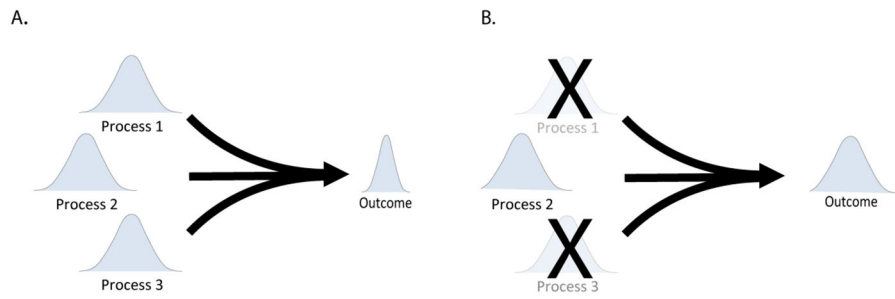 A.
Process 1
Process 2
Process 3
Outcome
B.
Process 1
Process 2
Process 3
Outcome